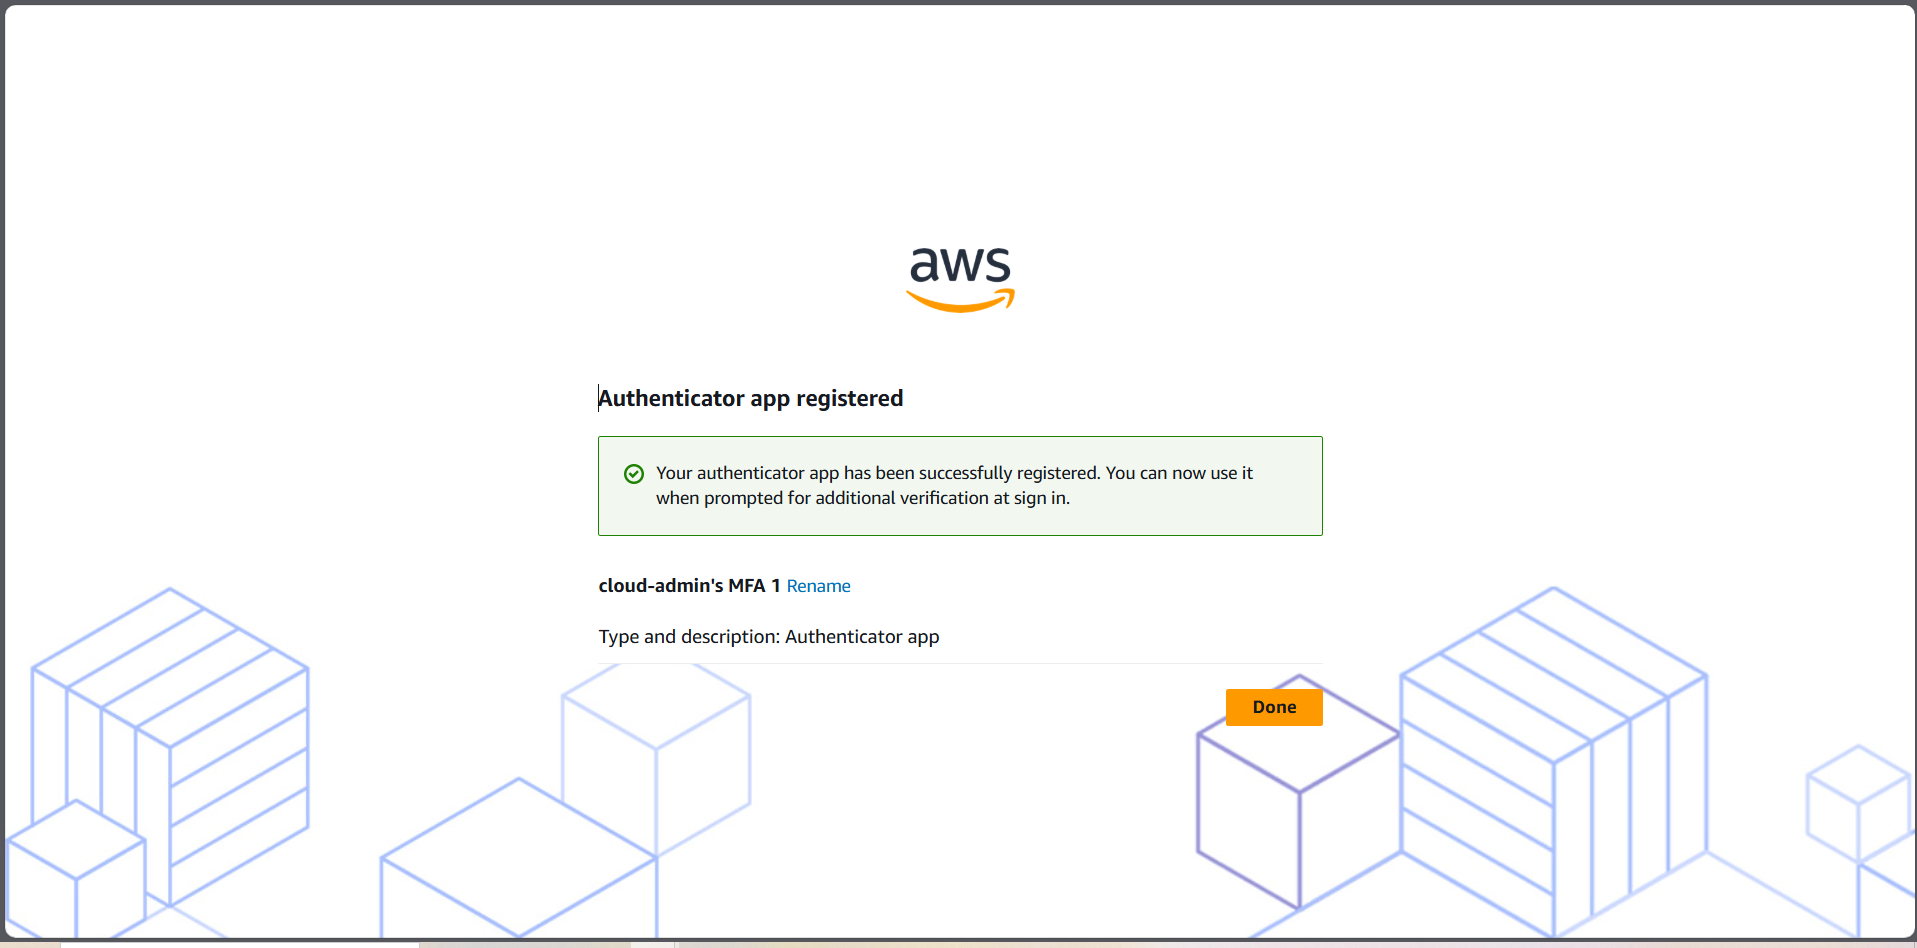 aws
Authenticator app registered
Your authenticator app has been successfully registered. You can now use it
when prompted for additional verification at sign in.
cloud-admin's MFA 1 Rename
Type and description: Authenticator app
Done